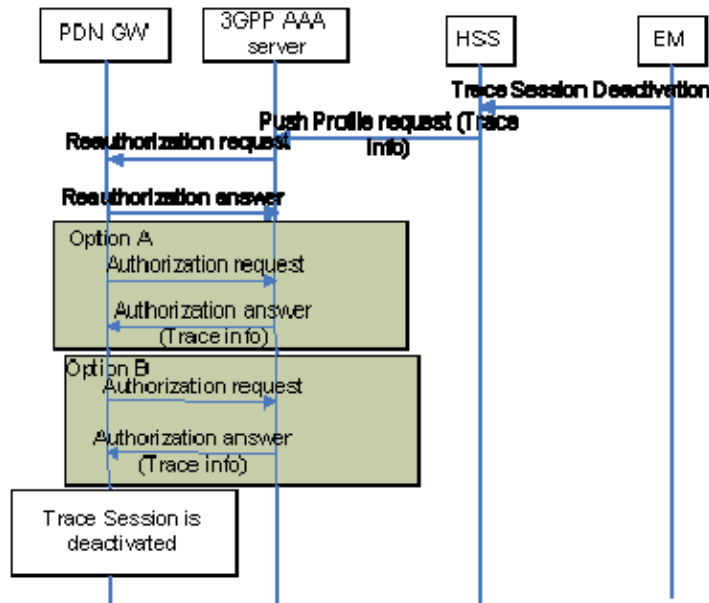 PDN GW'
3GPP AAA
server
HSS
EM
Trace Session Deactivation
Push Profile request (Trace
Info)
Reauthorization request
Reauthorization answer
Option A
Authorization request
Authorization answer
(Trace info)
Option B
Authorization request
Authorization answer
(Trace info)
Trace Session is
deactivated